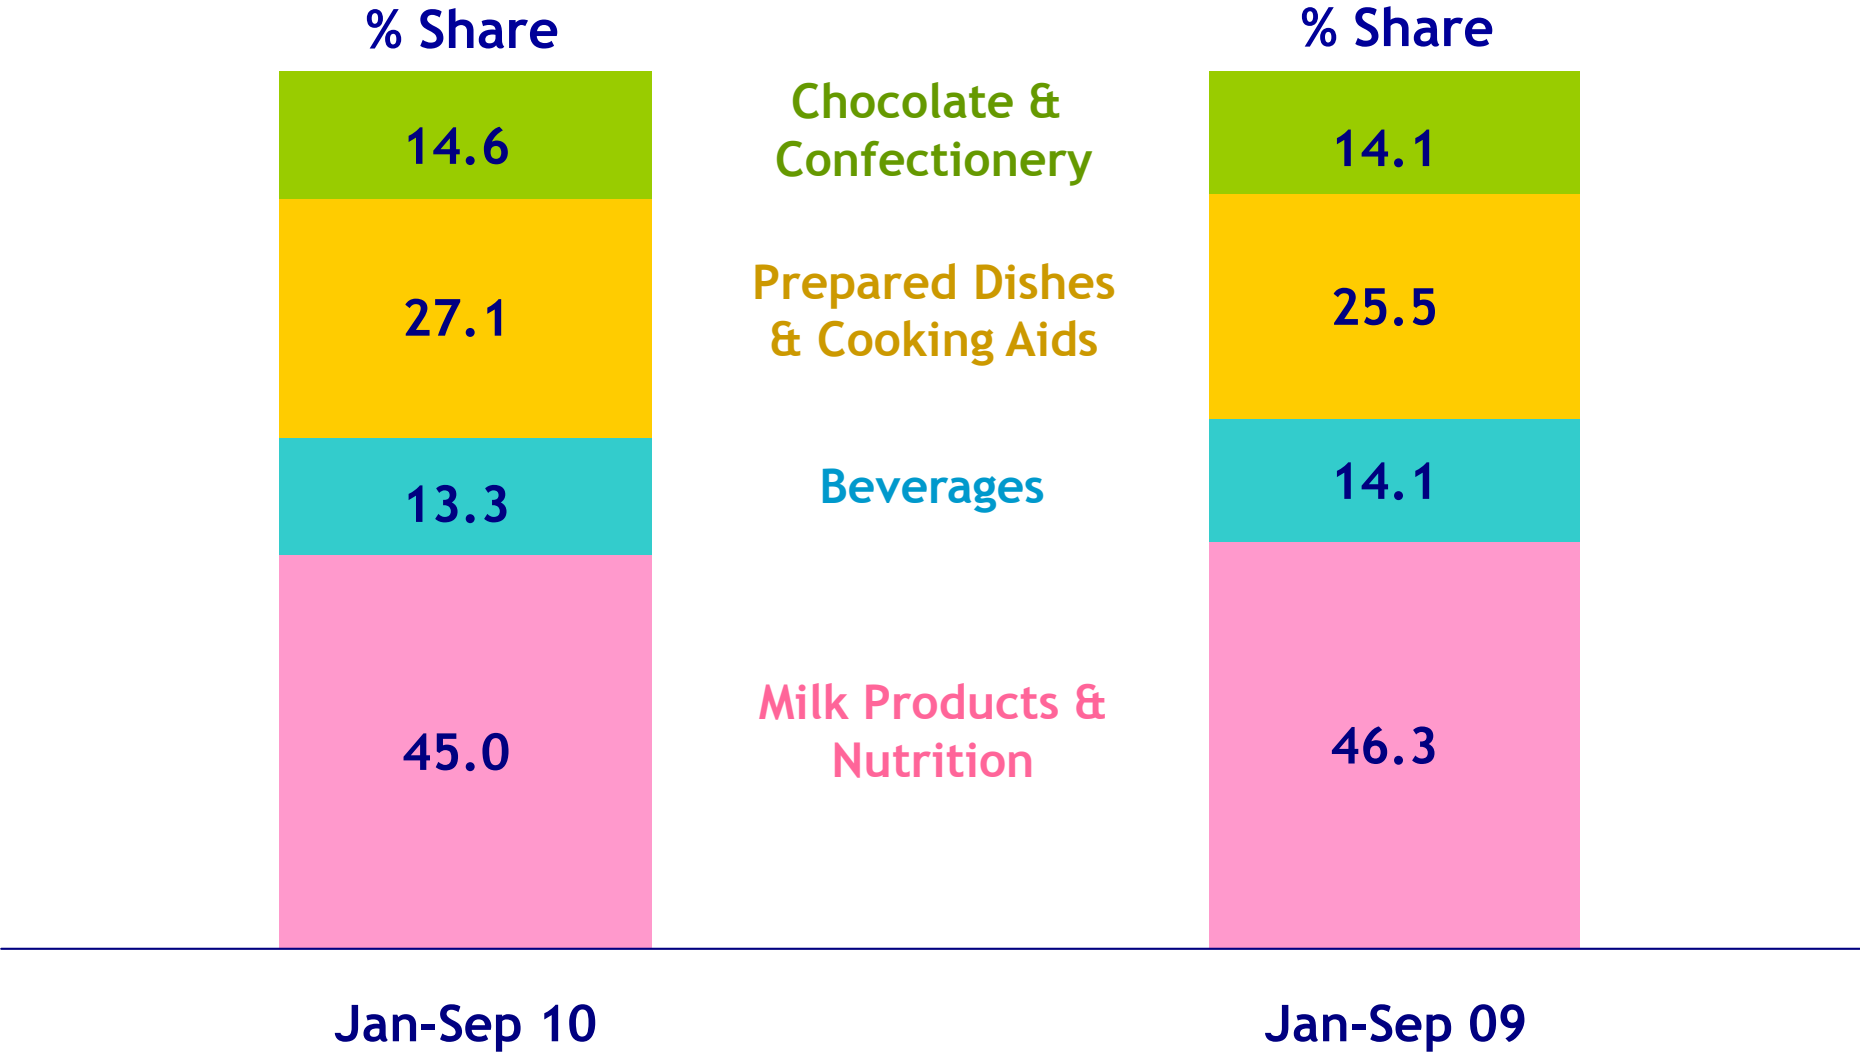 % Share
14.6
27.1
13.3
45.0
Jan-Sep 10
Chocolate &
Confectionery
Prepared Dishes
& Cooking Aids
Beverages
Milk Products &
Nutrition
% Share
14.1
25.5
14.1
46.3
Jan-Sep 09